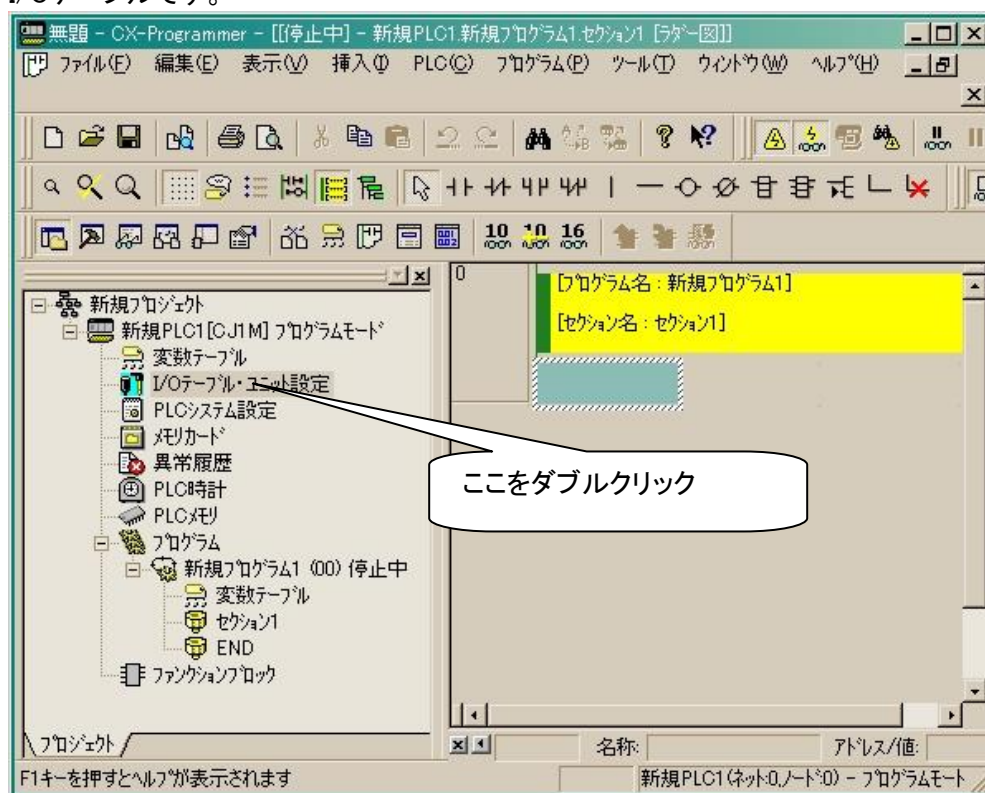 I/Oテーブルです。
無題 - CX-Programmer - [[停止中] - 新規PLC1.新規プログラム1.セクション1 [ラダー図]]
ファイル(F) 編集(E) 表示(V) 挿入(I) PLC(C) プログラム(P) ツール(T) ウィンドウ(W) ヘルプ(H)
10 10 16
新規プロジェクト
新規PLC1[CJ1M] プログラムモード
変数テーブル
I/Oテーブル・ユニット設定
PLCシステム設定
メモリカード
異常履歴
PLC時計
PLCメモリ
プログラム
新規プログラム1 (00) 停止中
変数テーブル
セクション1
END
ファンクションブロック
プロジェクト
0
[プログラム名 : 新規プログラム1]
[セクション名 : セクション1]
ここをダブルクリック
名称: アドレス/値:
F1キーを押すとヘルプが表示されます
新規PLC1(ネット:0,ノード:0) - プログラムモート